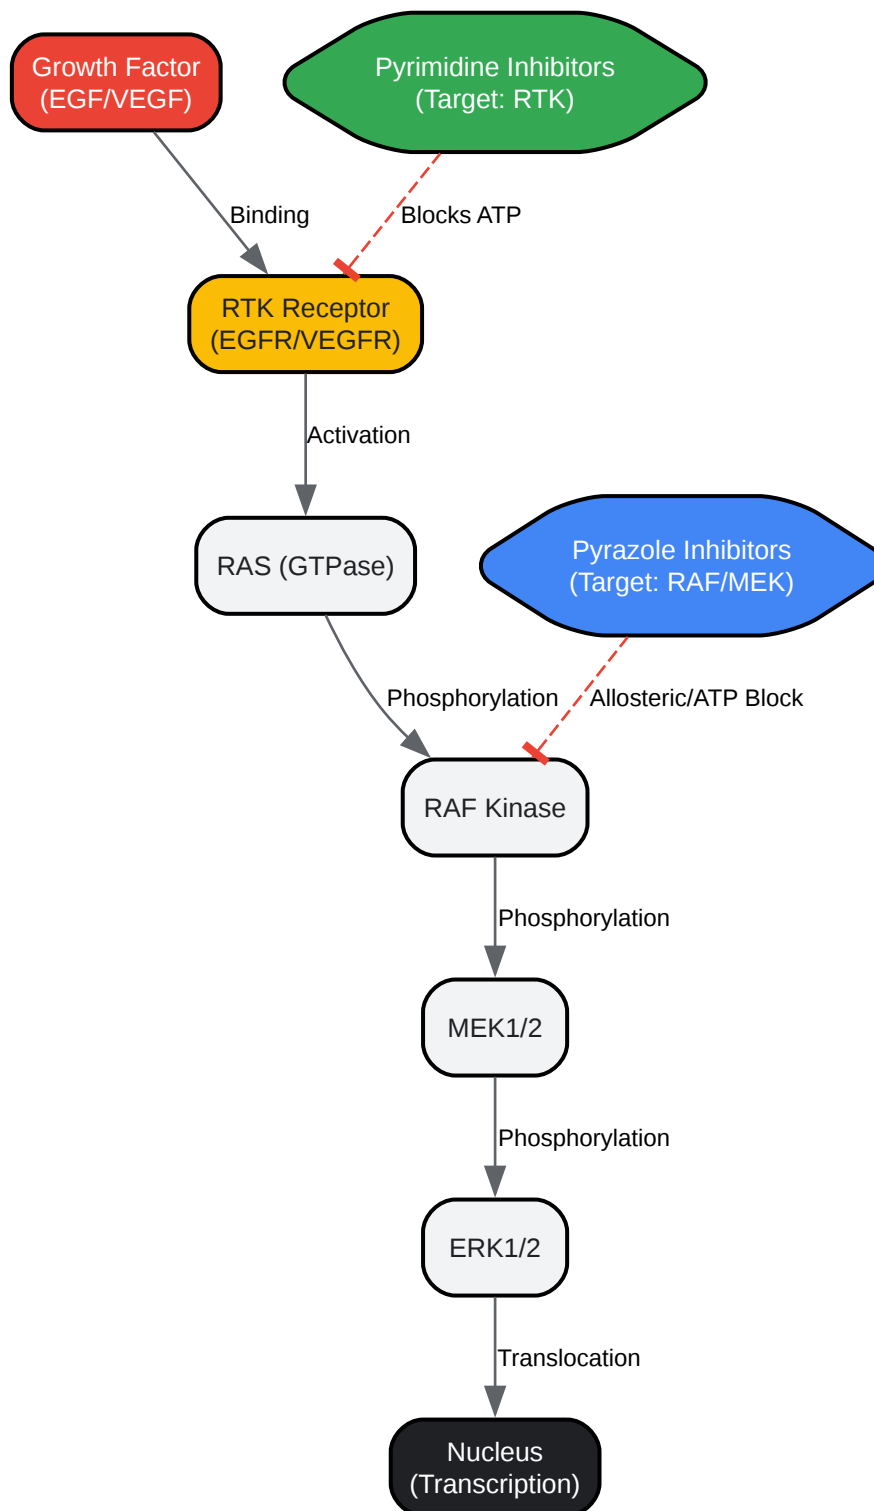 Growth Factor
(EGF/VEGF)
Pyrimidine Inhibitors
(Target: RTK)
Binding
Blocks ATP
RTK Receptor
(EGFR/VEGFR)
Activation
RAS (GTPase)
Pyrazole Inhibitors
(Target: RAF/MEK)
Phosphorylation
Allosteric/ATP Block
RAF Kinase
Phosphorylation
MEK1/2
Phosphorylation
ERK1/2
Translocation
Nucleus
(Transcription)